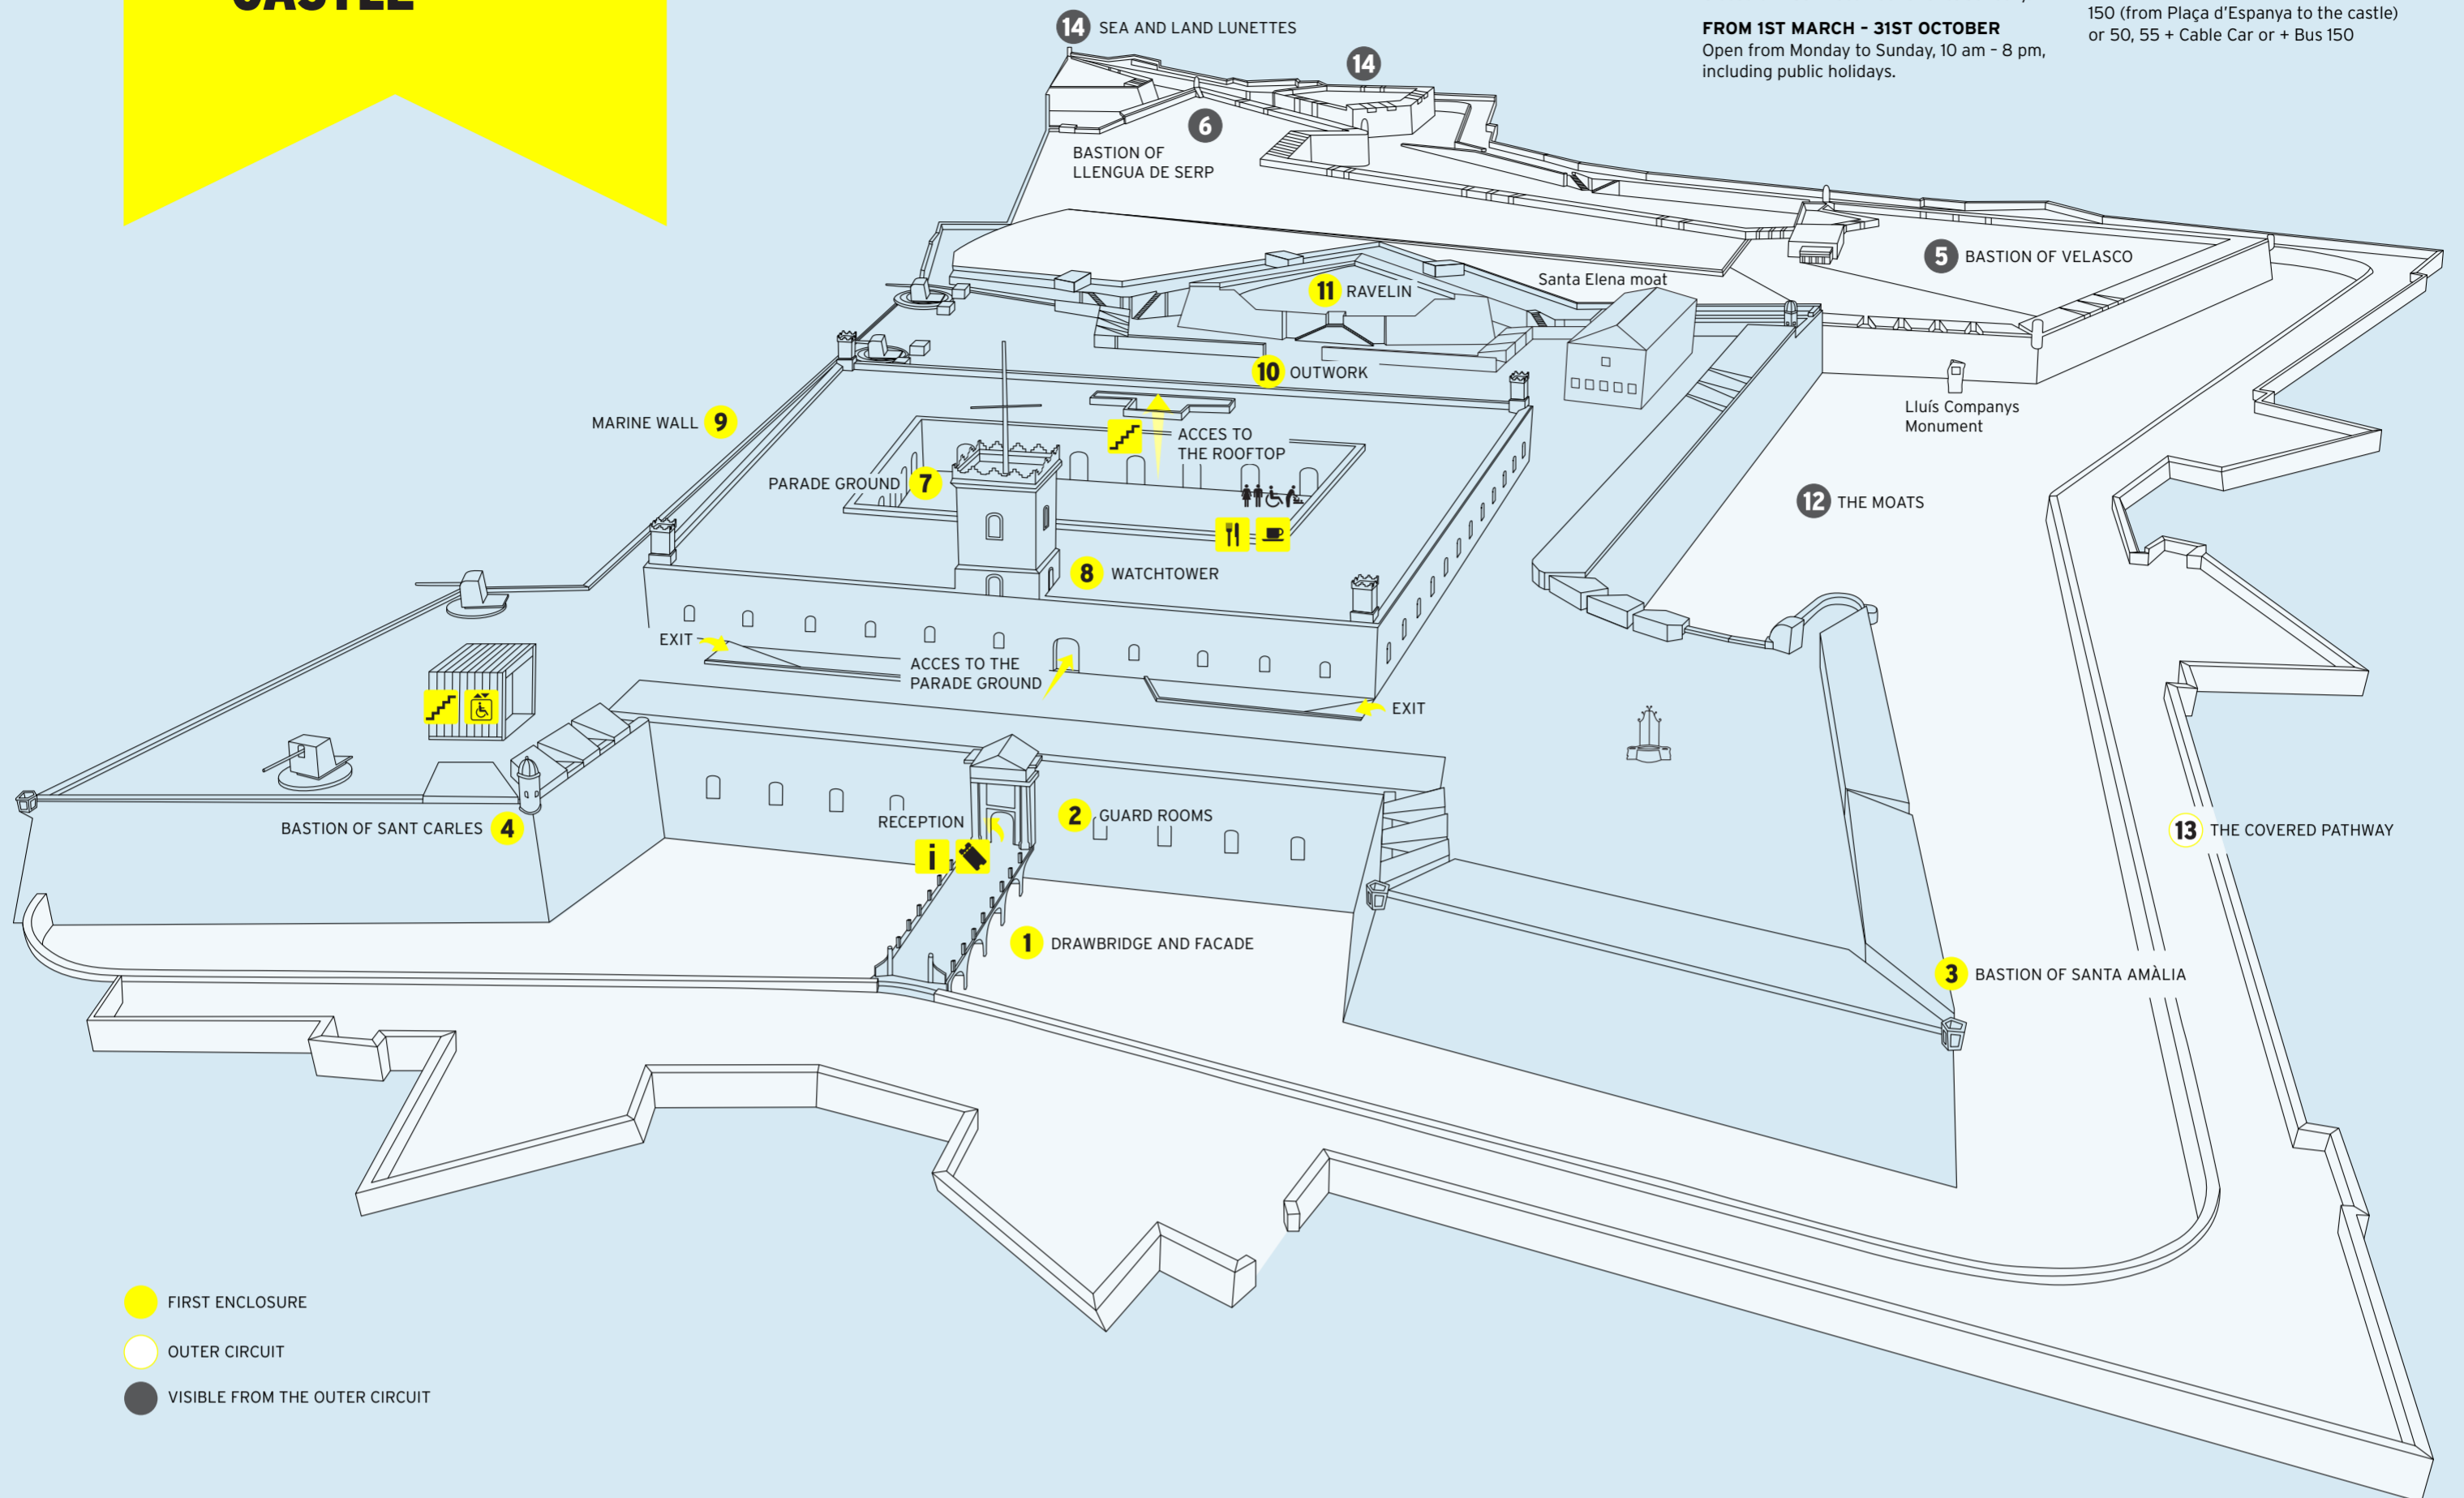 CASTLE
FROM 1ST MARCH – 31ST OCTOBER
Open from Monday to Sunday, 10 am – 8 pm,
including public holidays.
150 (from Plaça d’Espanya to the castle)
or 50, 55 + Cable Car or + Bus 150
14 SEA AND LAND LUNETTES
14
6
BASTION OF
LLENGUA DE SERP
5 BASTION OF VELASCO
Santa Elena moat
11 RAVELIN
10 OUTWORK
Lluís Companys
Monument
MARINE WALL 9
ACCES TO
THE ROOFTOP
PARADE GROUND 7
12 THE MOATS
8 WATCHTOWER
EXIT
ACCES TO THE
PARADE GROUND
EXIT
RECEPTION
i
2 GUARD ROOMS
BASTION OF SANT CARLES 4
13 THE COVERED PATHWAY
1 DRAWBRIDGE AND FACADE
3 BASTION OF SANTA AMÀLIA
FIRST ENCLOSURE
OUTER CIRCUIT
VISIBLE FROM THE OUTER CIRCUIT